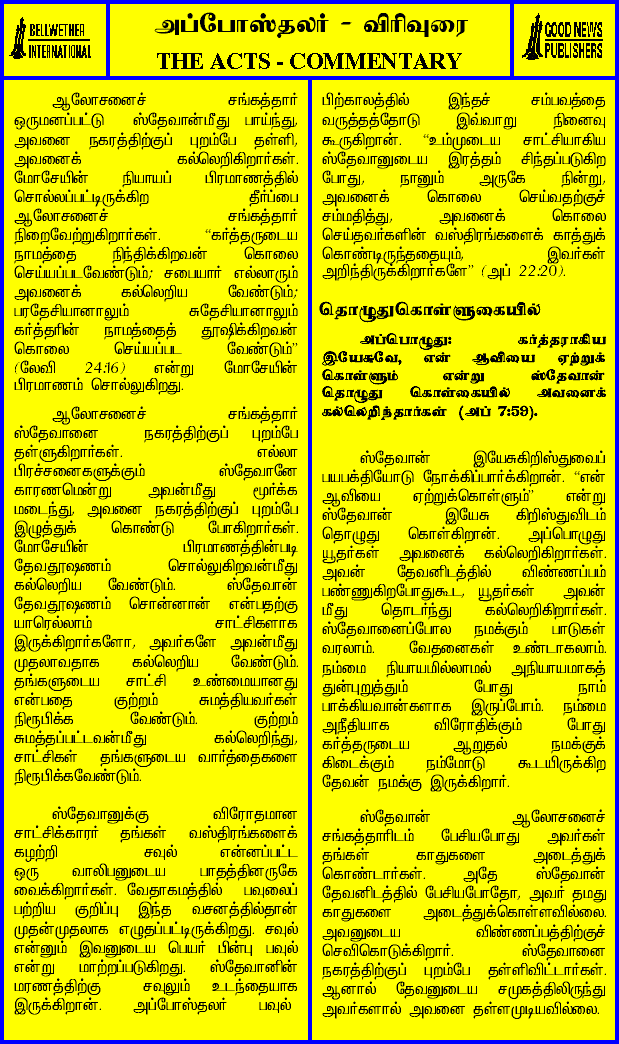 BELLWETHER
INTERNATIONAL
அப்போஸ்தலர் - விரிவுரை
THE ACTS - COMMENTARY
GOOD NEWS
PUBLISHERS
ஆலோசனைச் சங்கத்தார்
ஒருமனப்பட்டு ஸ்தேவான்மீது பாய்ந்து,
அவனை நகரத்திற்குப் புறம்பே தள்ளி,
அவனைக் கல்லெறிகிறார்கள்.
மோசேயின் நியாயப் பிரமாணத்தில்
சொல்லப்பட்டிருக்கிற தீர்ப்பை
ஆலோசனைச் சங்கத்தார்
நிறைவேற்றுகிறார்கள். “கர்த்தருடைய
நாமத்தை நிந்திக்கிறவன் கொலை
செய்யப்படவேண்டும்; சபையார் எல்லாரும்
அவனைக் கல்லெறிய வேண்டும்;
பரதேசியானாலும் சுதேசியானாலும்
கர்த்தரின் நாமத்தைத் தூஷிக்கிறவன்
கொலை செய்யப்பட வேண்டும்”
(லேவி 24:16) என்று மோசேயின்
பிரமாணம் சொல்லுகிறது.
ஆலோசனைச் சங்கத்தார்
ஸ்தேவானை நகரத்திற்குப் புறம்பே
தள்ளுகிறார்கள். எல்லா
பிரச்சனைகளுக்கும் ஸ்தேவானே
காரணமென்று அவன்மீது மூர்க்க
மடைந்து, அவனை நகரத்திற்குப் புறம்பே
இழுத்துக் கொண்டு போகிறார்கள்.
மோசேயின் பிரமாணத்தின்படி
தேவதூஷணம் சொல்லுகிறவன்மீது
கல்லெறிய வேண்டும். ஸ்தேவான்
தேவதூஷணம் சொன்னான் என்பதற்கு
யாரெல்லாம் சாட்சிகளாக
இருக்கிறார்களோ, அவர்களே அவன்மீது
முதலாவதாக கல்லெறிய வேண்டும்.
தங்களுடைய சாட்சி உண்மையானது
என்பதை குற்றம் சுமத்தியவர்கள்
நிரூபிக்க வேண்டும். குற்றம்
சுமத்தப்பட்டவன்மீது கல்லெறிந்து,
சாட்சிகள் தங்களுடைய வார்த்தைகளை
நிரூபிக்கவேண்டும்.
ஸ்தேவானுக்கு விரோதமான
சாட்சிக்காரர் தங்கள் வஸ்திரங்களைக்
கழற்றி சவுல் என்னப்பட்ட
ஒரு வாலிபனுடைய பாதத்தினருகே
வைக்கிறார்கள். வேதாகமத்தில் பவுலைப்
பற்றிய குறிப்பு இந்த வசனத்தில்தான்
முதன்முதலாக எழுதப்பட்டிருக்கிறது. சவுல்
என்னும் இவனுடைய பெயர் பின்பு பவுல்
என்று மாற்றப்படுகிறது. ஸ்தேவானின்
மரணத்திற்கு சவுலும் உடந்தையாக
இருக்கிறான். அப்போஸ்தலர் பவுல்
பிற்காலத்தில் இந்தச் சம்பவத்தை
வருத்தத்தோடு இவ்வாறு நினைவு
கூருகிறான். “உம்முடைய சாட்சியாகிய
ஸ்தேவானுடைய இரத்தம் சிந்தப்படுகிற
போது, நானும் அருகே நின்று,
அவனைக் கொலை செய்வதற்குச்
சம்மதித்து, அவனைக் கொலை
செய்தவர்களின் வஸ்திரங்களைக் காத்துக்
கொண்டிருந்ததையும், இவர்கள்
அறிந்திருக்கிறார்களே” (அப் 22:20).
தொழுதுகொள்ளுகையில்
அப்பொழுது: கர்த்தராகிய
இயேசுவே, என் ஆவியை ஏற்றுக்
கொள்ளும் என்று ஸ்தேவான்
தொழுது கொள்கையில் அவனைக்
கல்லெறிந்தார்கள் (அப் 7:59).
ஸ்தேவான் இயேசுகிறிஸ்துவைப்
பயபக்தியோடு நோக்கிப்பார்க்கிறான். “என்
ஆவியை ஏற்றுக்கொள்ளும்” என்று
ஸ்தேவான் இயேசு கிறிஸ்துவிடம்
தொழுது கொள்கிறான். அப்பொழுது
யூதர்கள் அவனைக் கல்லெறிகிறார்கள்.
அவன் தேவனிடத்தில் விண்ணப்பம்
பண்ணுகிறபோதுகூட, யூதர்கள் அவன்
மீது தொடர்ந்து கல்லெறிகிறார்கள்.
ஸ்தேவானைப்போல நமக்கும் பாடுகள்
வரலாம். வேதனைகள் உண்டாகலாம்.
நம்மை நியாயமில்லாமல் அநியாயமாகத்
துன்புறுத்தும் போது நாம்
பாக்கியவான்களாக இருப்போம். நம்மை
அநீதியாக விரோதிக்கும் போது
கர்த்தருடைய ஆறுதல் நமக்குக்
கிடைக்கும் நம்மோடு கூடயிருக்கிற
தேவன் நமக்கு இருக்கிறார்.
ஸ்தேவான் ஆலோசனைச்
சங்கத்தாரிடம் பேசியபோது அவர்கள்
தங்கள் காதுகளை அடைத்துக்
கொண்டார்கள். அதே ஸ்தேவான்
தேவனிடத்தில் பேசியபோதோ, அவர் தமது
காதுகளை அடைத்துக்கொள்ளவில்லை.
அவனுடைய விண்ணப்பத்திற்குச்
செவிகொடுக்கிறார். ஸ்தேவானை
நகரத்திற்குப் புறம்பே தள்ளிவிட்டார்கள்.
ஆனால் தேவனுடைய சமுகத்திலிருந்து
அவர்களால் அவனை தள்ளமுடியவில்லை.